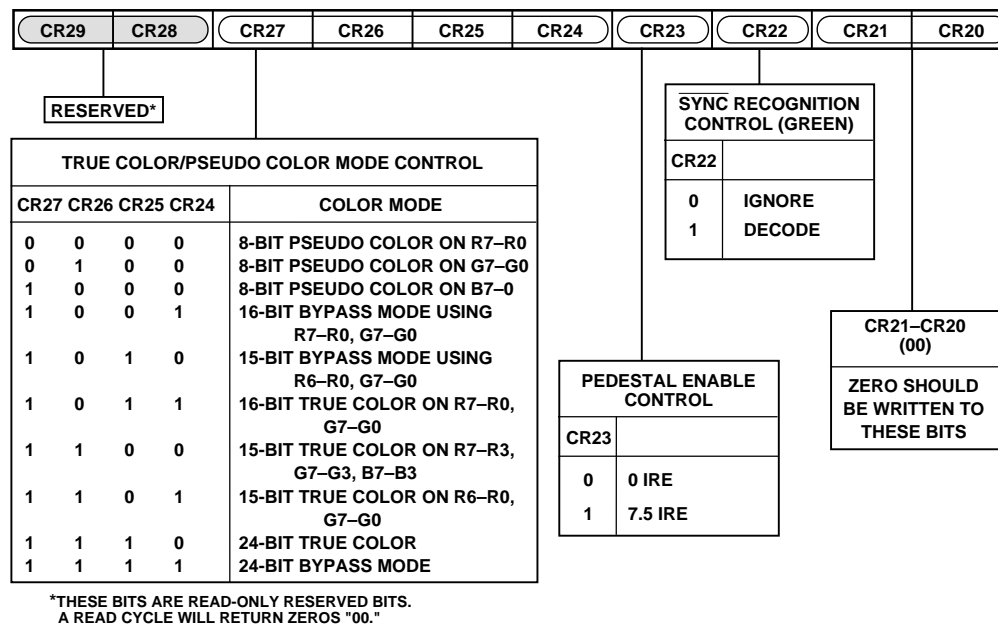 CR29 CR28 CR27 CR26 CR25 CR24 CR23 CR22 CR21 CR20
RESERVED*
TRUE COLOR/PSEUDO COLOR MODE CONTROL
CR27 CR26 CR25 CR24 COLOR MODE
0 0 0 0 8-BIT PSEUDO COLOR ON R7–R0
0 1 0 0 8-BIT PSEUDO COLOR ON G7–G0
1 0 0 0 8-BIT PSEUDO COLOR ON B7–0
1 0 0 1 16-BIT BYPASS MODE USING
R7–R0, G7–G0
1 0 1 0 15-BIT BYPASS MODE USING
R6–R0, G7–G0
1 0 1 1 16-BIT TRUE COLOR ON R7–R0,
G7–G0
1 1 0 0 15-BIT TRUE COLOR ON R7–R3,
G7–G3, B7–B3
1 1 0 1 15-BIT TRUE COLOR ON R6–R0,
G7–G0
1 1 1 0 24-BIT TRUE COLOR
1 1 1 1 24-BIT BYPASS MODE
*THESE BITS ARE READ-ONLY RESERVED BITS.
A READ CYCLE WILL RETURN ZEROS "00."
PEDESTAL ENABLE
CONTROL
CR23
0 0 IRE
1 7.5 IRE
SYNC RECOGNITION
CONTROL (GREEN)
CR22
0 IGNORE
1 DECODE
CR21–CR20
(00)
ZERO SHOULD
BE WRITTEN TO
THESE BITS